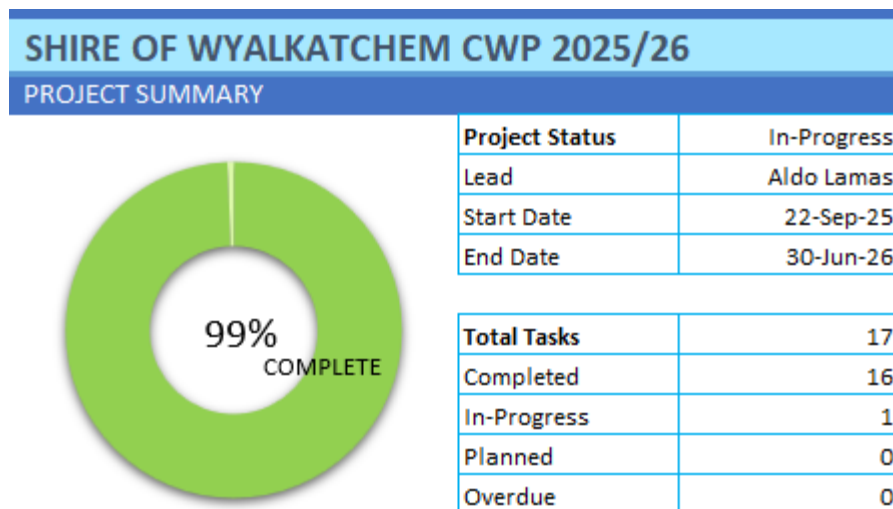 SHIRE OF WYALKATCHEM CWP 2025/26
PROJECT SUMMARY
99%
COMPLETE
Project Status In-Progress
Lead Aldo Lamas
Start Date 22-Sep-25
End Date 30-Jun-26
Total Tasks 17
Completed 16
In-Progress 1
Planned 0
Overdue 0